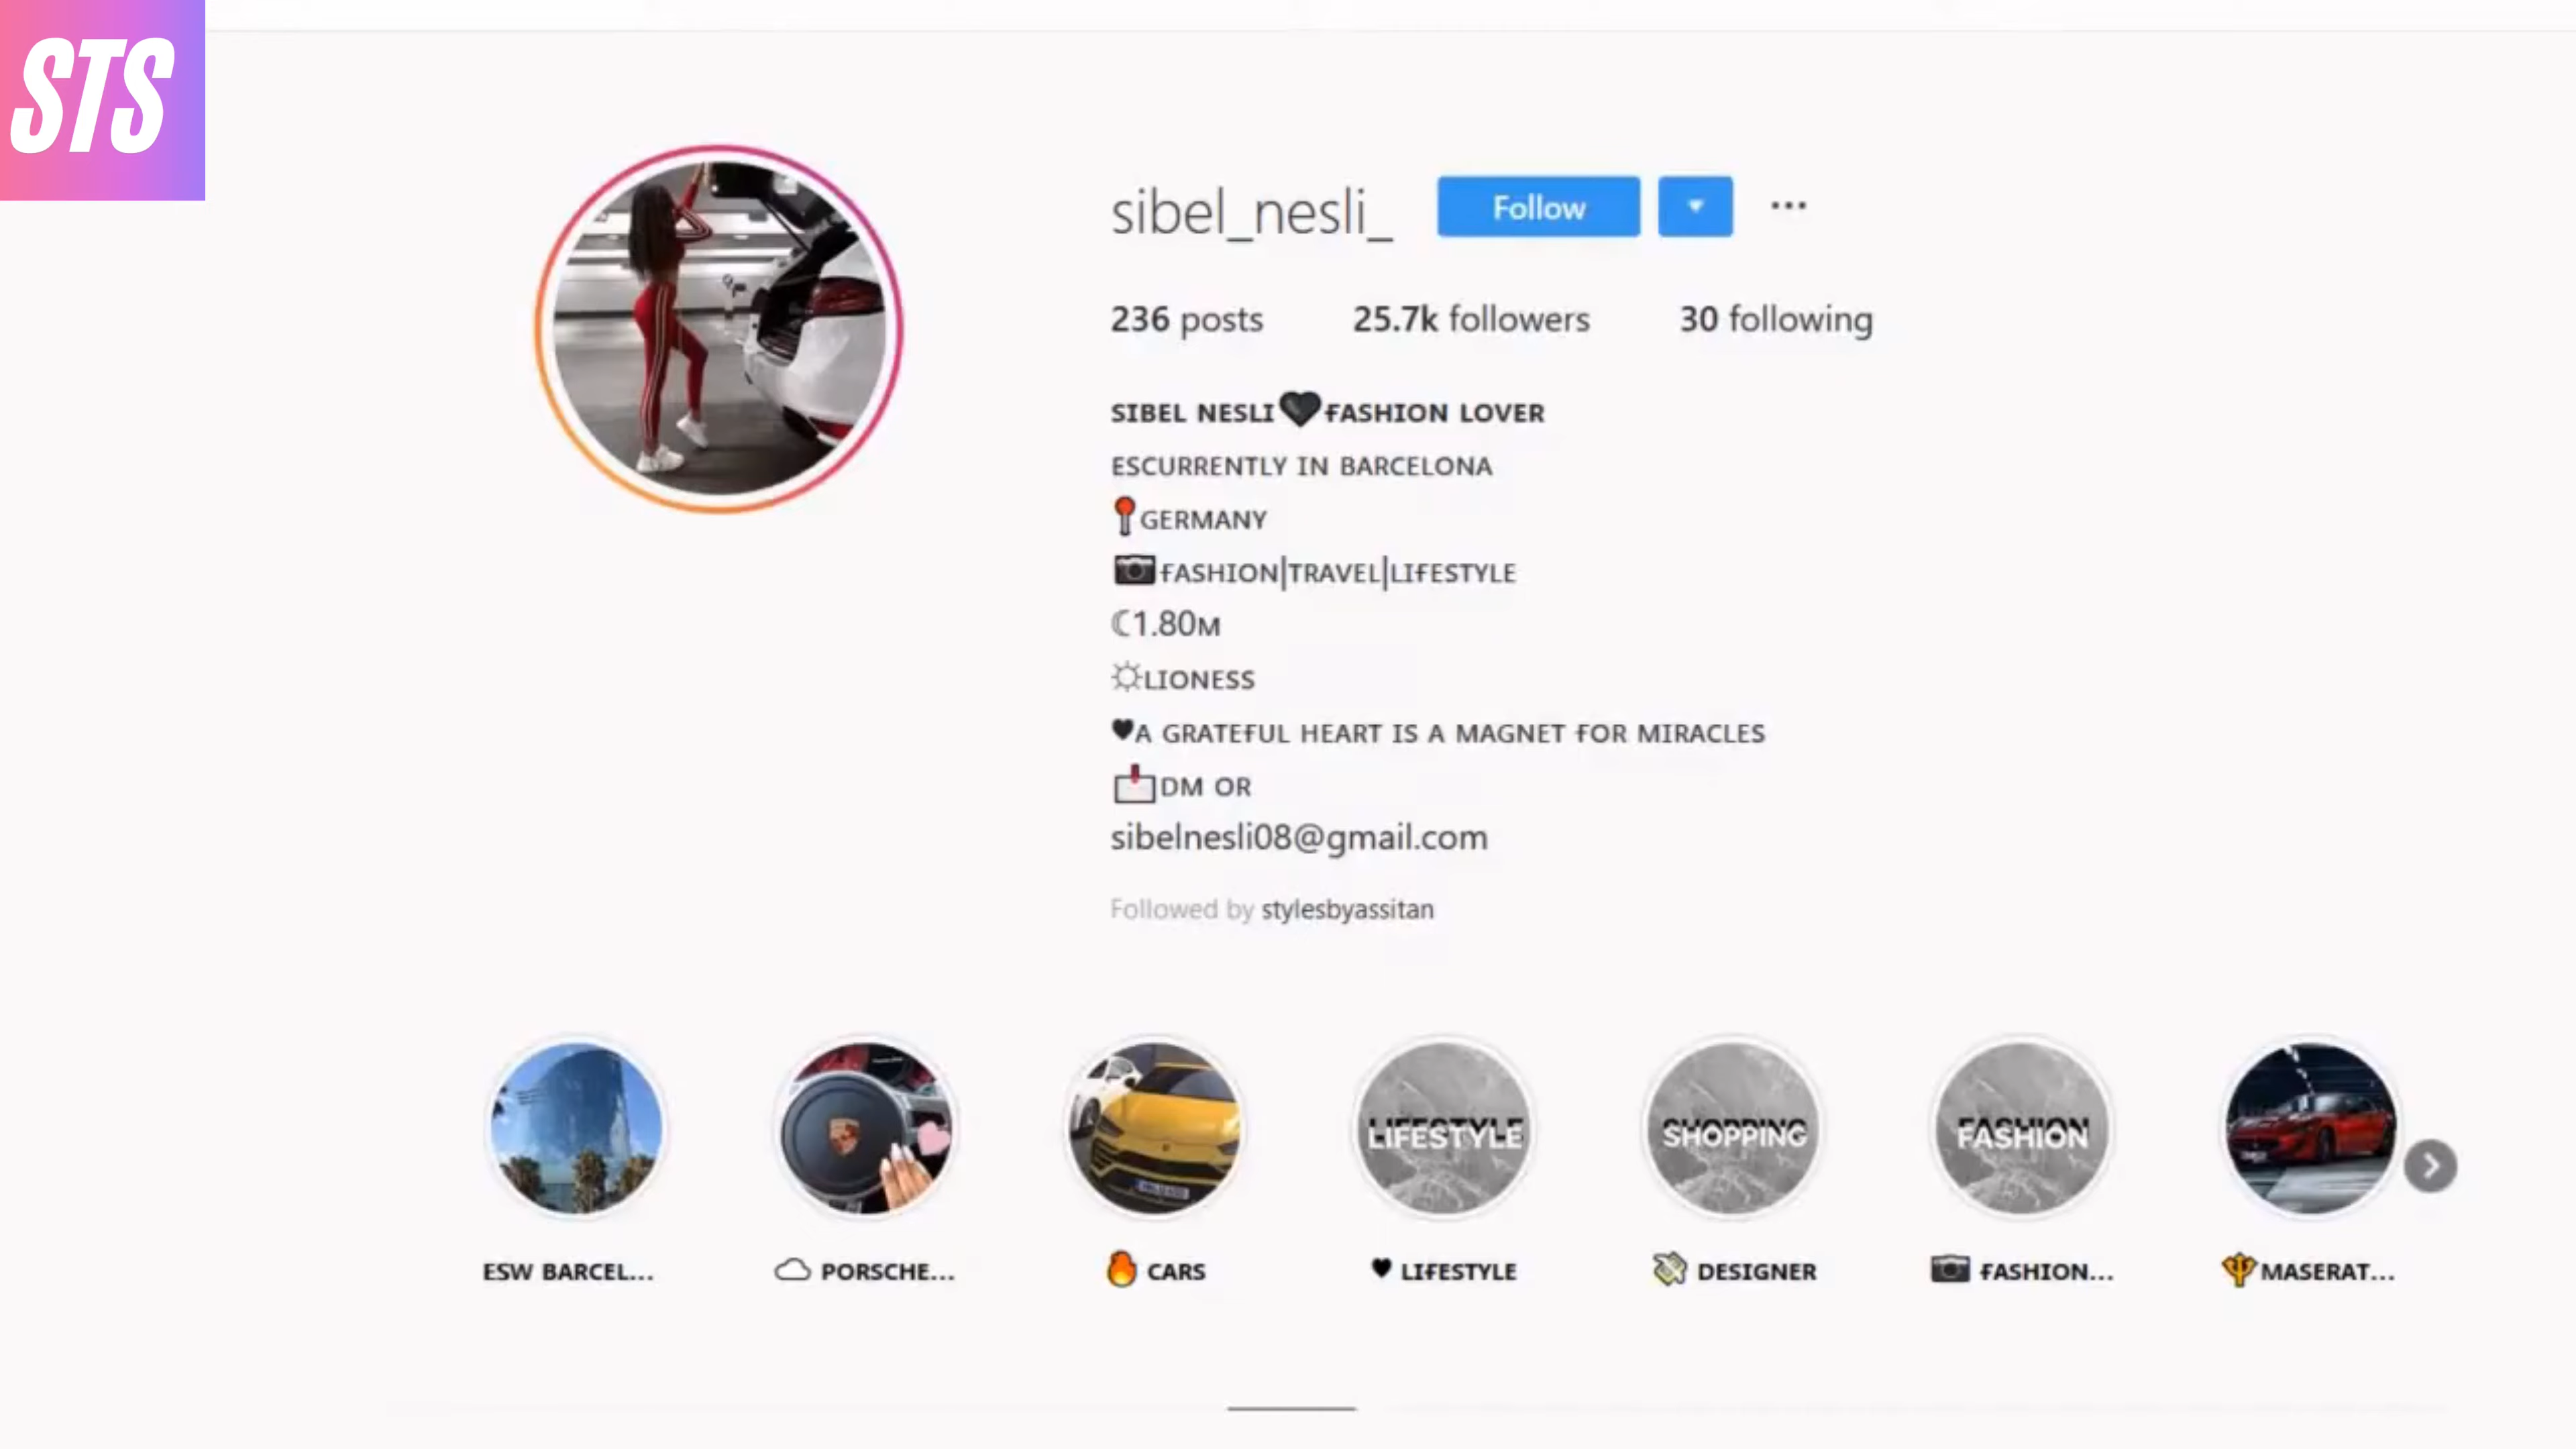 STS
sibel_nesli_ Follow
236 posts 25.7k followers 30 following
SIBEL NESLI🖤FASHION LOVER
ESCURRENTLY IN BARCELONA
📍GERMANY
📷FASHION|TRAVEL|LIFESTYLE
☾1.80M
☼LIONESS
♥A GRATEFUL HEART IS A MAGNET FOR MIRACLES
📩DM OR
sibelnesli08@gmail.com
Followed by stylesbyassitan
LIFESTYLE SHOPPING FASHION
ESW BARCEL... PORSCHE... 🔥 CARS ♥ LIFESTYLE 💸 DESIGNER 📷 FASHION... 🔱MASERAT...